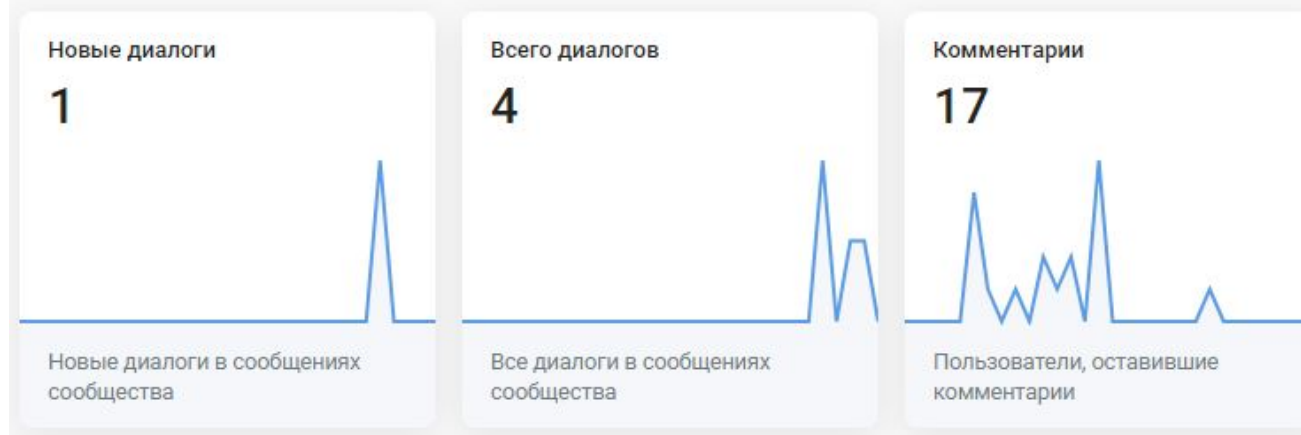 Новые диалоги
1
Новые диалоги в сообщениях
сообщества
Всего диалогов
4
Все диалоги в сообщениях
сообщества
Комментарии
17
Пользователи, оставившие
комментарии